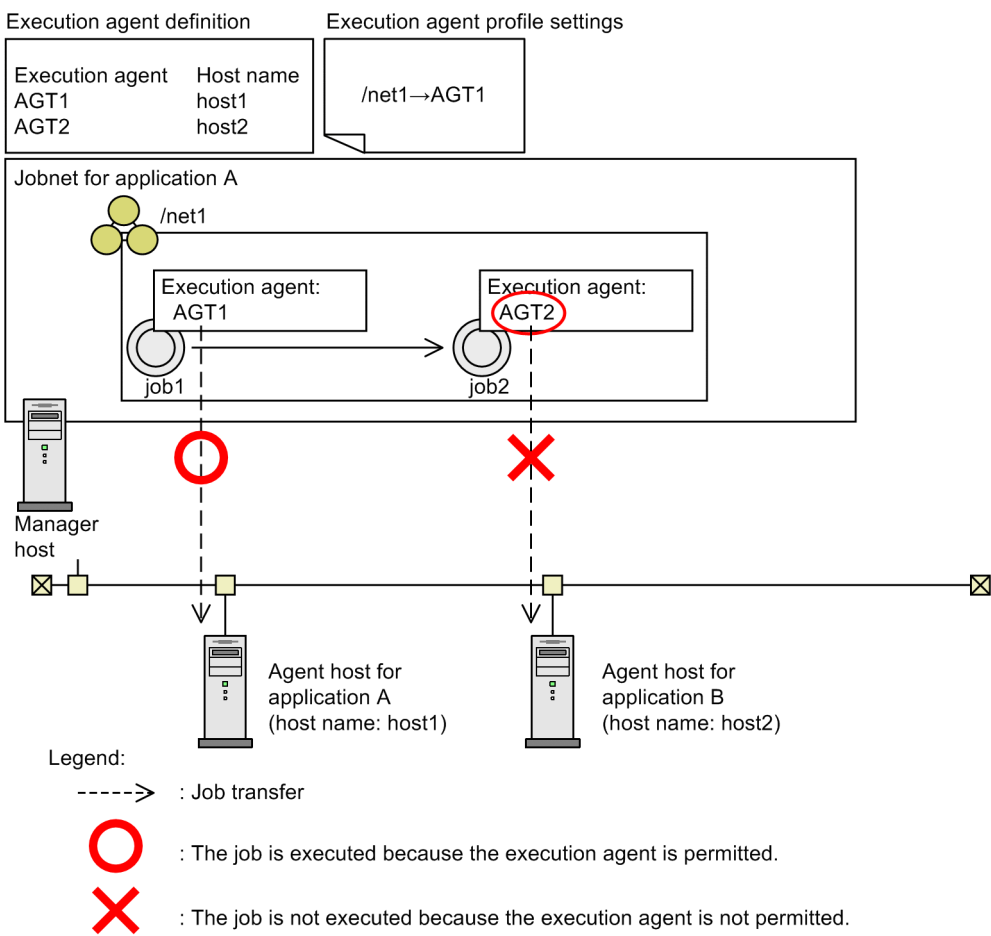 Execution agent definition
Execution agent profile settings
Execution agent Host name
AGT1 host1
AGT2 host2
/net1→AGT1
Jobnet for application A
/net1
Execution agent:
AGT1
Execution agent:
AGT2
job1
job2
Manager
host
Agent host for
application A
(host name: host1)
Agent host for
application B
(host name: host2)
Legend:
: Job transfer
: The job is executed because the execution agent is permitted.
: The job is not executed because the execution agent is not permitted.